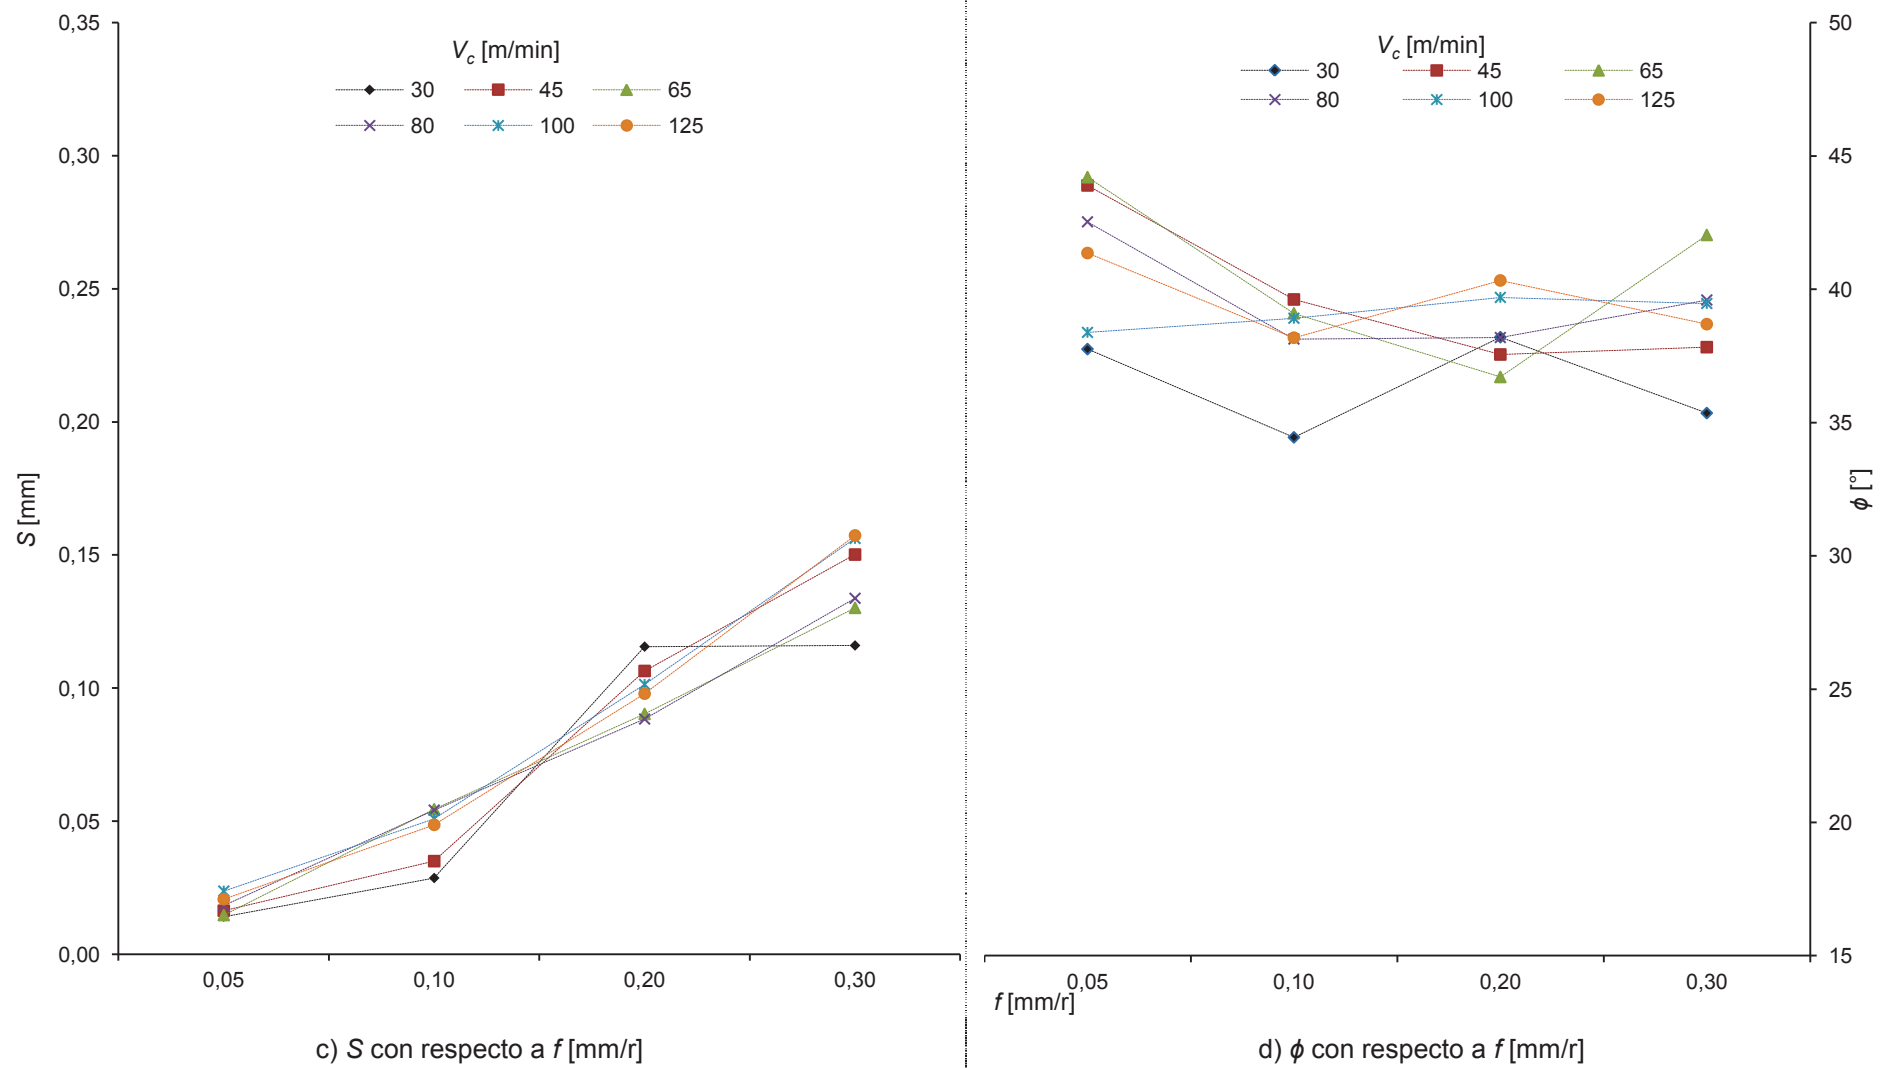 V_c [m/min]
30 45 65
80 100 125
0,35
0,30
0,25
0,20
0,15
0,10
0,05
0,00
S [mm]
0,05 0,10 0,20 0,30
c) S con respecto a f [mm/r]
V_c [m/min]
30 45 65
80 100 125
50
45
40
35
30
25
20
15
ϕ [°]
0,05 0,10 0,20 0,30
f [mm/r]
d) ϕ con respecto a f [mm/r]